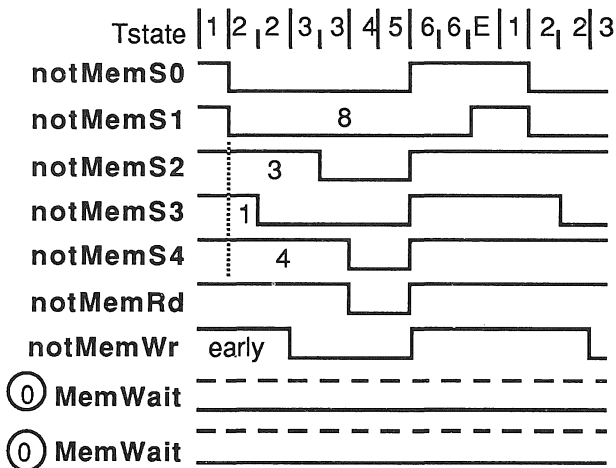 Tstate 1 2 2 3 3 4 5 6 6 E 1 2 2 3
notMemS0
notMemS1 8
notMemS2 3
notMemS3 1
notMemS4 4
notMemRd
notMemWr early
0 MemWait
0 MemWait